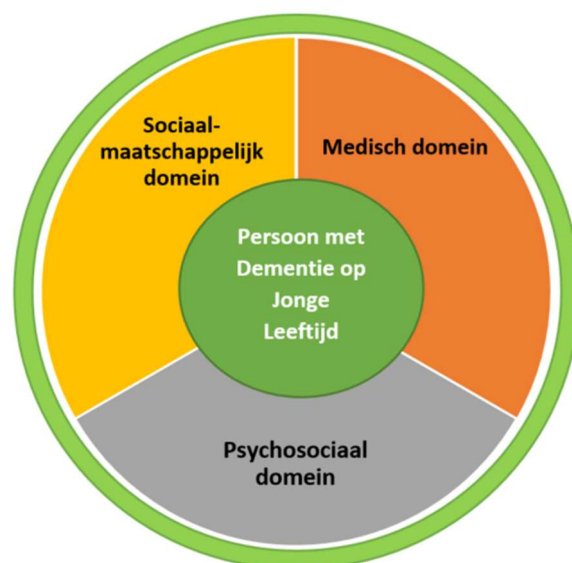 Sociaal-
maatschappelijk
domein
Medisch domein
Persoon met
Dementie op
Jonge
Leeftijd
Psychosociaal
domein